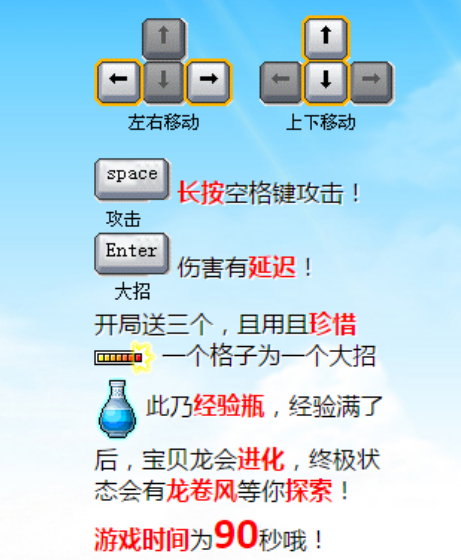 ↑ ↑
← ↓ → ← ↓ →
左右移动 上下移动
space
长按空格键攻击！
攻击
Enter
伤害有延迟！
大招
开局送三个，且用且珍惜
一个格子为一个大招
此乃经验瓶，经验满了
后，宝贝龙会进化，终极状
态会有龙卷风等你探索！
游戏时间为90秒哦！